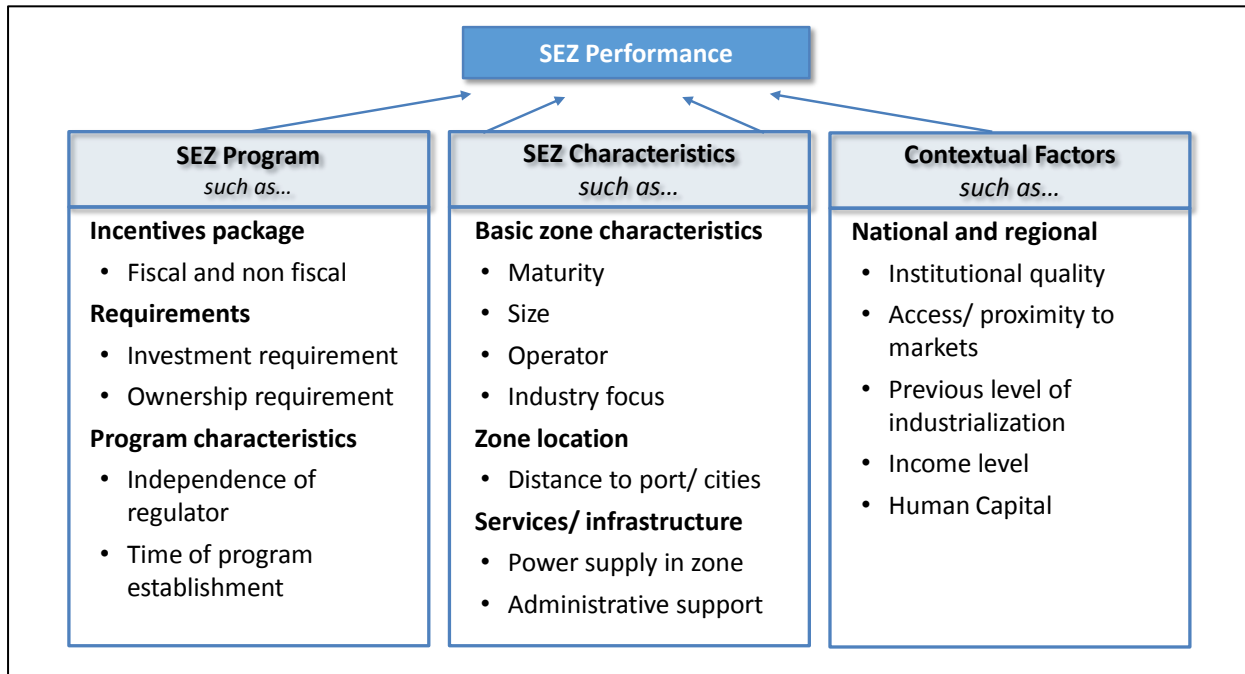 SEZ Performance
SEZ Program
such as...
Incentives package
• Fiscal and non fiscal
Requirements
• Investment requirement
• Ownership requirement
Program characteristics
• Independence of
regulator
• Time of program
establishment
SEZ Characteristics
such as...
Basic zone characteristics
• Maturity
• Size
• Operator
• Industry focus
Zone location
• Distance to port/ cities
Services/ infrastructure
• Power supply in zone
• Administrative support
Contextual Factors
such as...
National and regional
• Institutional quality
• Access/ proximity to
markets
• Previous level of
industrialization
• Income level
• Human Capital